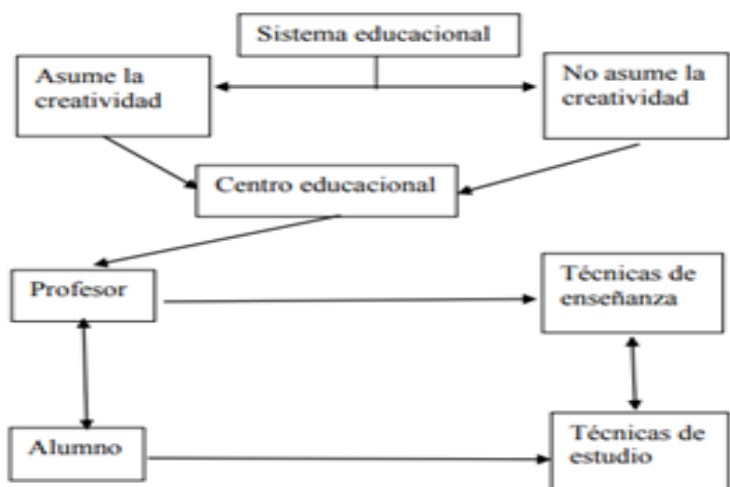 Sistema educacional
Asume la
creatividad
No asume la
creatividad
Centro educacional
Profesor
Técnicas de
enseñanza
Alumno
Técnicas de
estudio